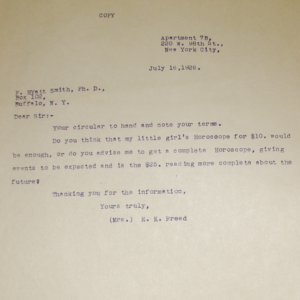 COPY
Apartment 7B,
220 W. 98th St.,
New York City,
July 16, 1926.
P. Wyatt Smith, Ph. D.,
Box 102,
Buffalo, N. Y.
Dear Sir:-
Your circular to hand and note your terms.
Do you think that my little girl's Horoscope for $10. would
be enough, or do you advise me to get a complete Horoscope, giving
events to be expected and is the $25. reading more complete about the
future?
Thanking you for the information,
Yours truly,
(Mrs.) E. E. Freed